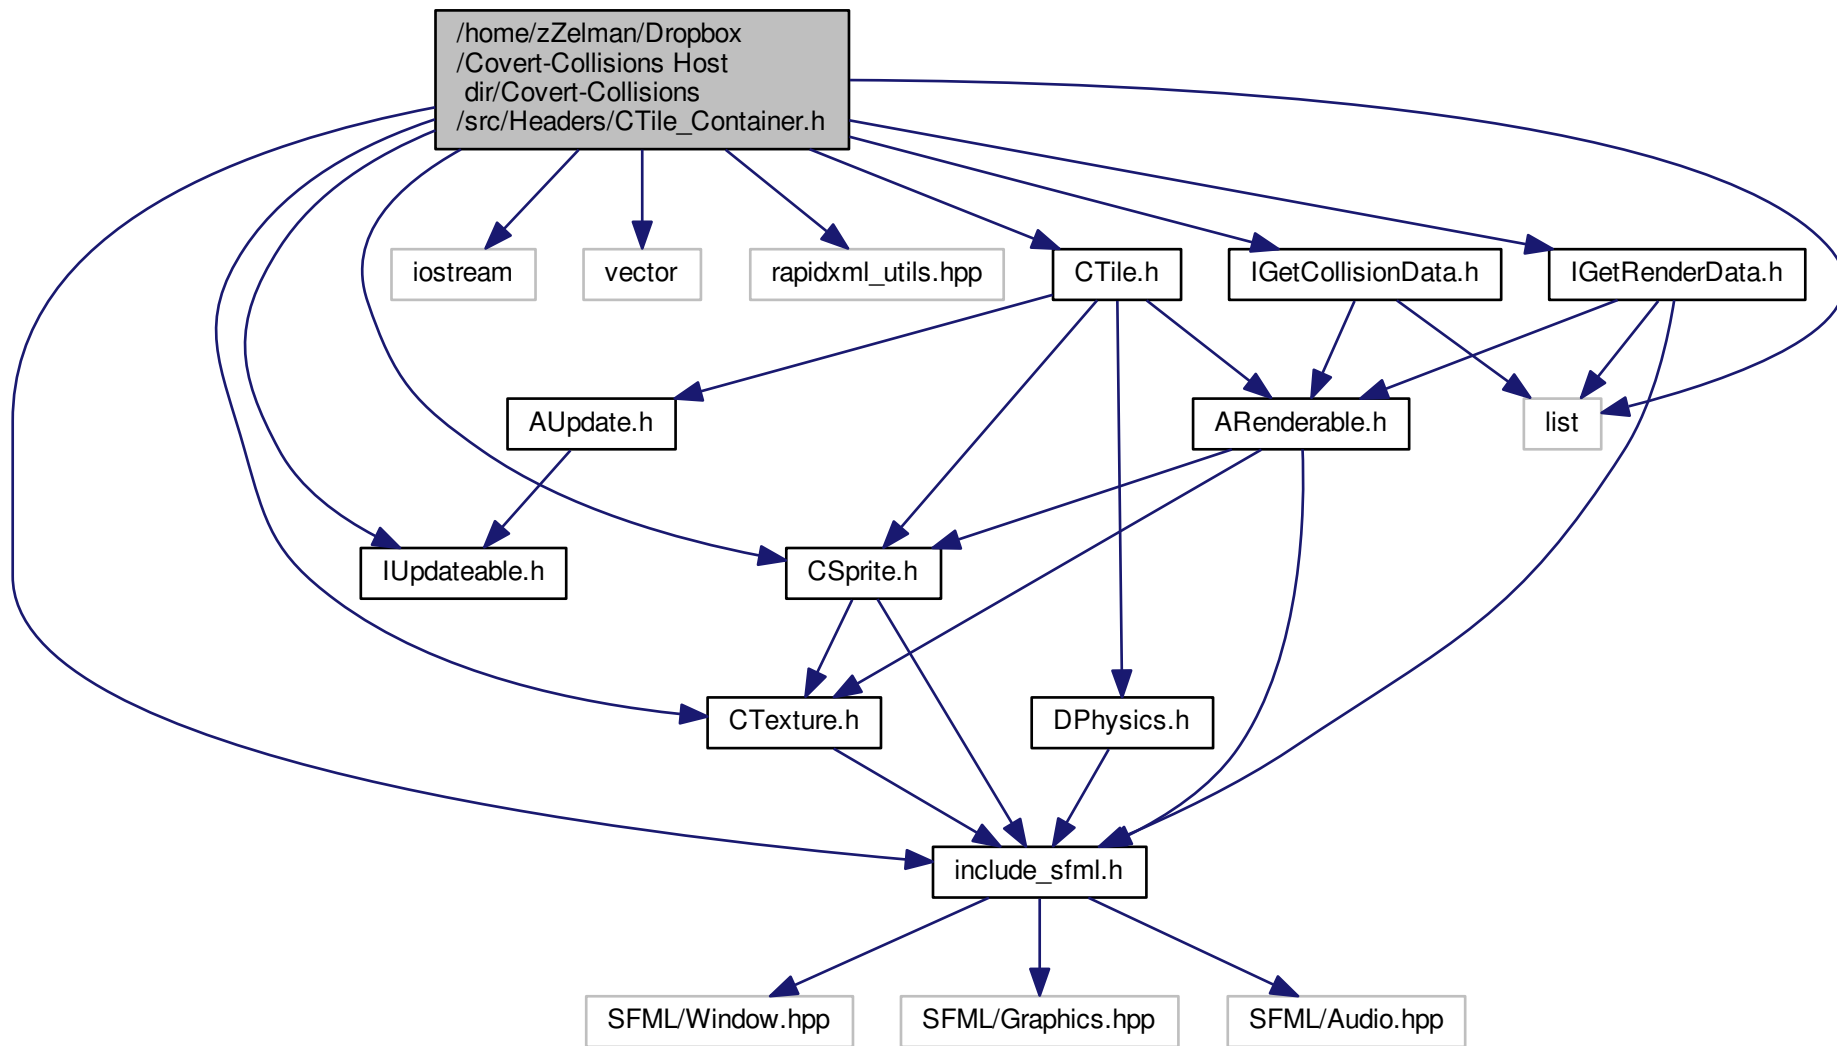 /home/zZelman/Dropbox
/Covert-Collisions Host
dir/Covert-Collisions
/src/Headers/CTile_Container.h
iostream
vector
rapidxml_utils.hpp
CTile.h
IGetCollisionData.h
IGetRenderData.h
AUpdate.h
ARenderable.h
list
IUpdateable.h
CSprite.h
CTexture.h
DPhysics.h
include_sfml.h
SFML/Window.hpp
SFML/Graphics.hpp
SFML/Audio.hpp